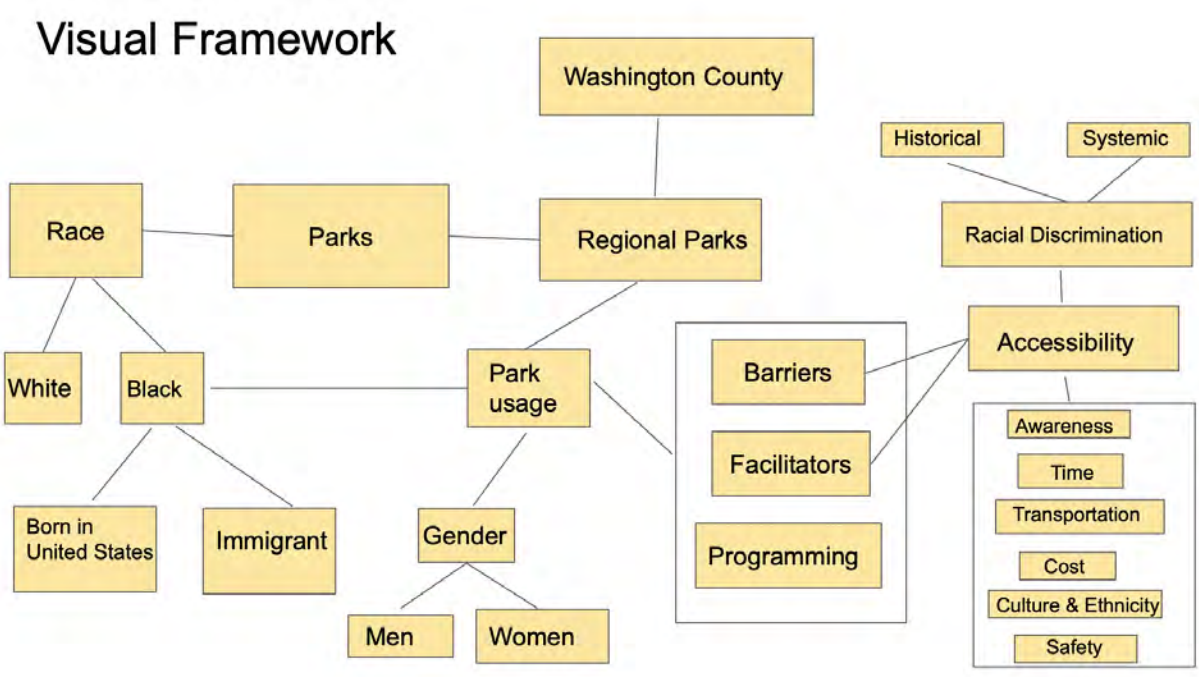 Visual Framework
Washington County
Historical
Systemic
Race
Parks
Regional Parks
Racial Discrimination
Accessibility
White
Black
Park
usage
Barriers
Facilitators
Programming
Awareness
Time
Transportation
Cost
Culture & Ethnicity
Safety
Born in
United States
Immigrant
Gender
Men
Women